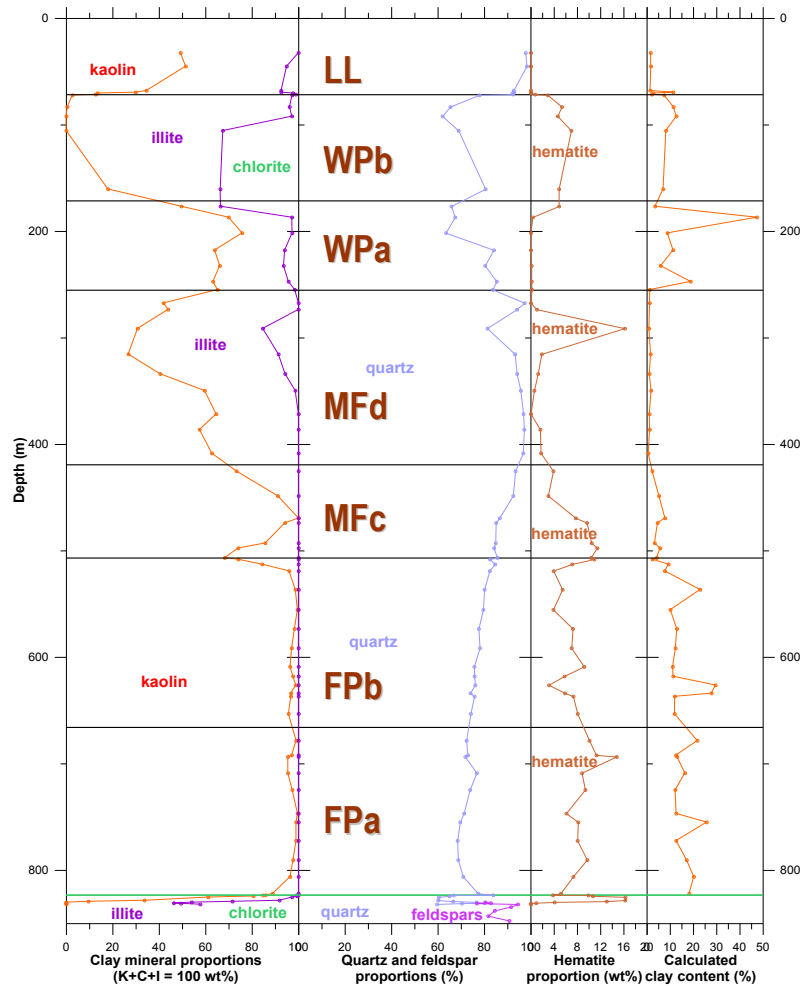 0
0
kaolin
LL
illite
chlorite
WPb
hematite
200
200
WPa
illite
hematite
quartz
MFd
400
400
Depth (m)
MFc
hematite
quartz
600
600
kaolin
FPb
hematite
FPa
800
800
illite
chlorite
quartz
feldspars
0 20 40 60 80 100
0 20 40 60 80 100
0 4 8 12 16 20
0 10 20 30 40 50
Clay mineral proportions
(K+C+I = 100 wt%)
Quartz and feldspar
proportions (%)
Hematite
proportion (wt%)
Calculated
clay content (%)